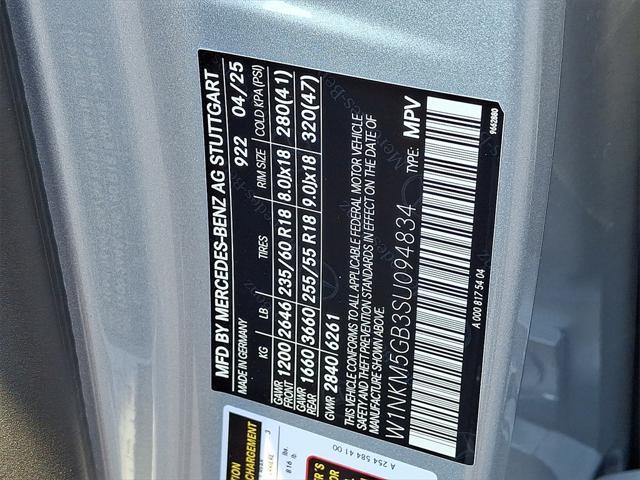 MFD BY MERCEDES-BENZ AG STUTTGART
MADE IN GERMANY 922 04/25
KG LB TIRES RIM SIZE COLD KPA (PSI)
GAWR FRONT 1200 2646 235/60 R18 8.0Jx18 280(41)
GAWR REAR 1660 3660 255/55 R18 9.0Jx18 320(47)
GVWR 2840 6261
THIS VEHICLE CONFORMS TO ALL APPLICABLE FEDERAL MOTOR VEHICLE
SAFETY AND THEFT PREVENTION STANDARDS IN EFFECT ON THE DATE OF
MANUFACTURE SHOWN ABOVE.
W1NKM5GB3SU094834 TYPE: MPV
A 000 817 54 04
9662880
CHARGEMENT
816 lb.
A 254 584 41 00